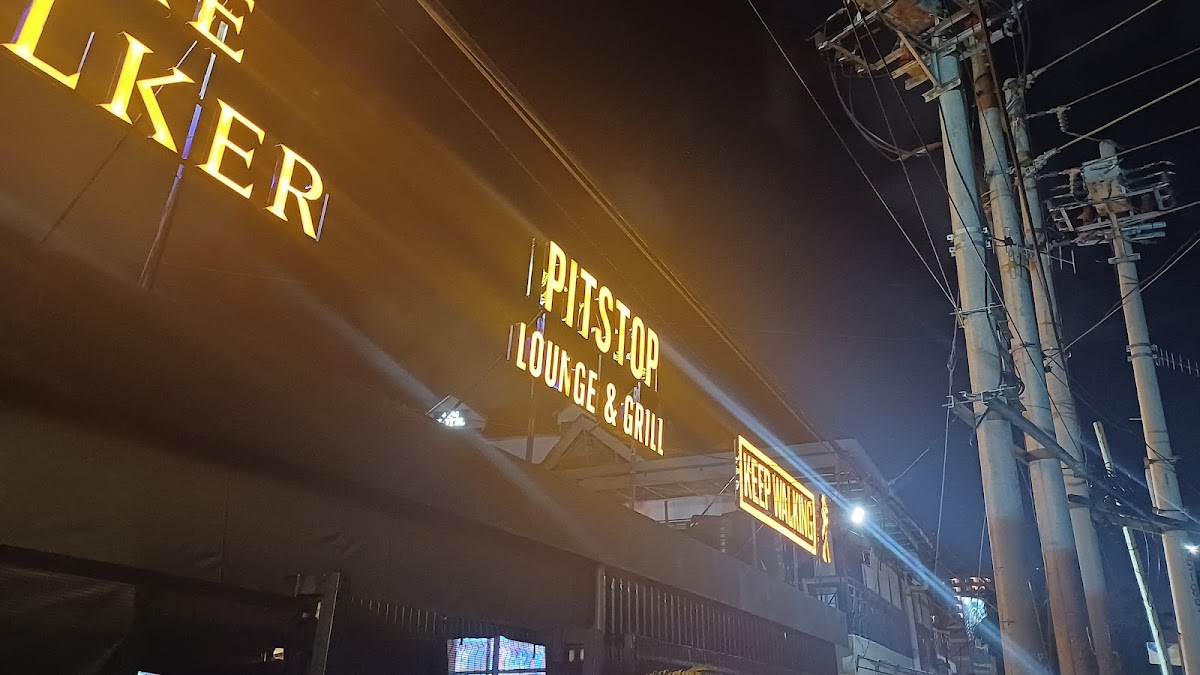 LKER
PITSTOP
LOUNGE & GRILL
KEEP WALKING